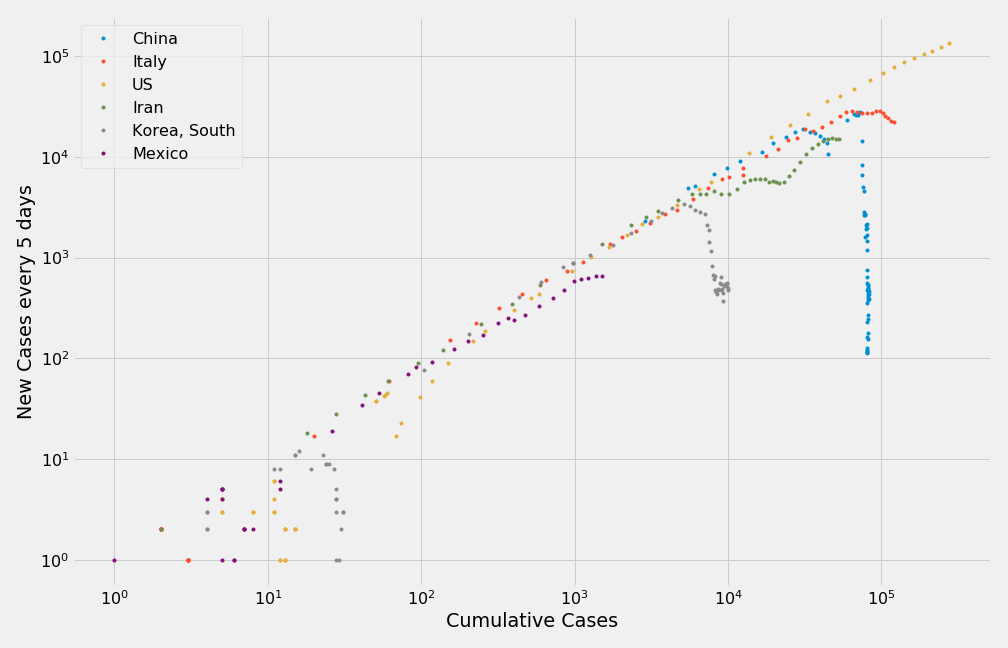 China
Italy
US
Iran
Korea, South
Mexico
New Cases every 5 days
10⁵
10⁴
10³
10²
10¹
10⁰
10⁰ 10¹ 10² 10³ 10⁴ 10⁵
Cumulative Cases